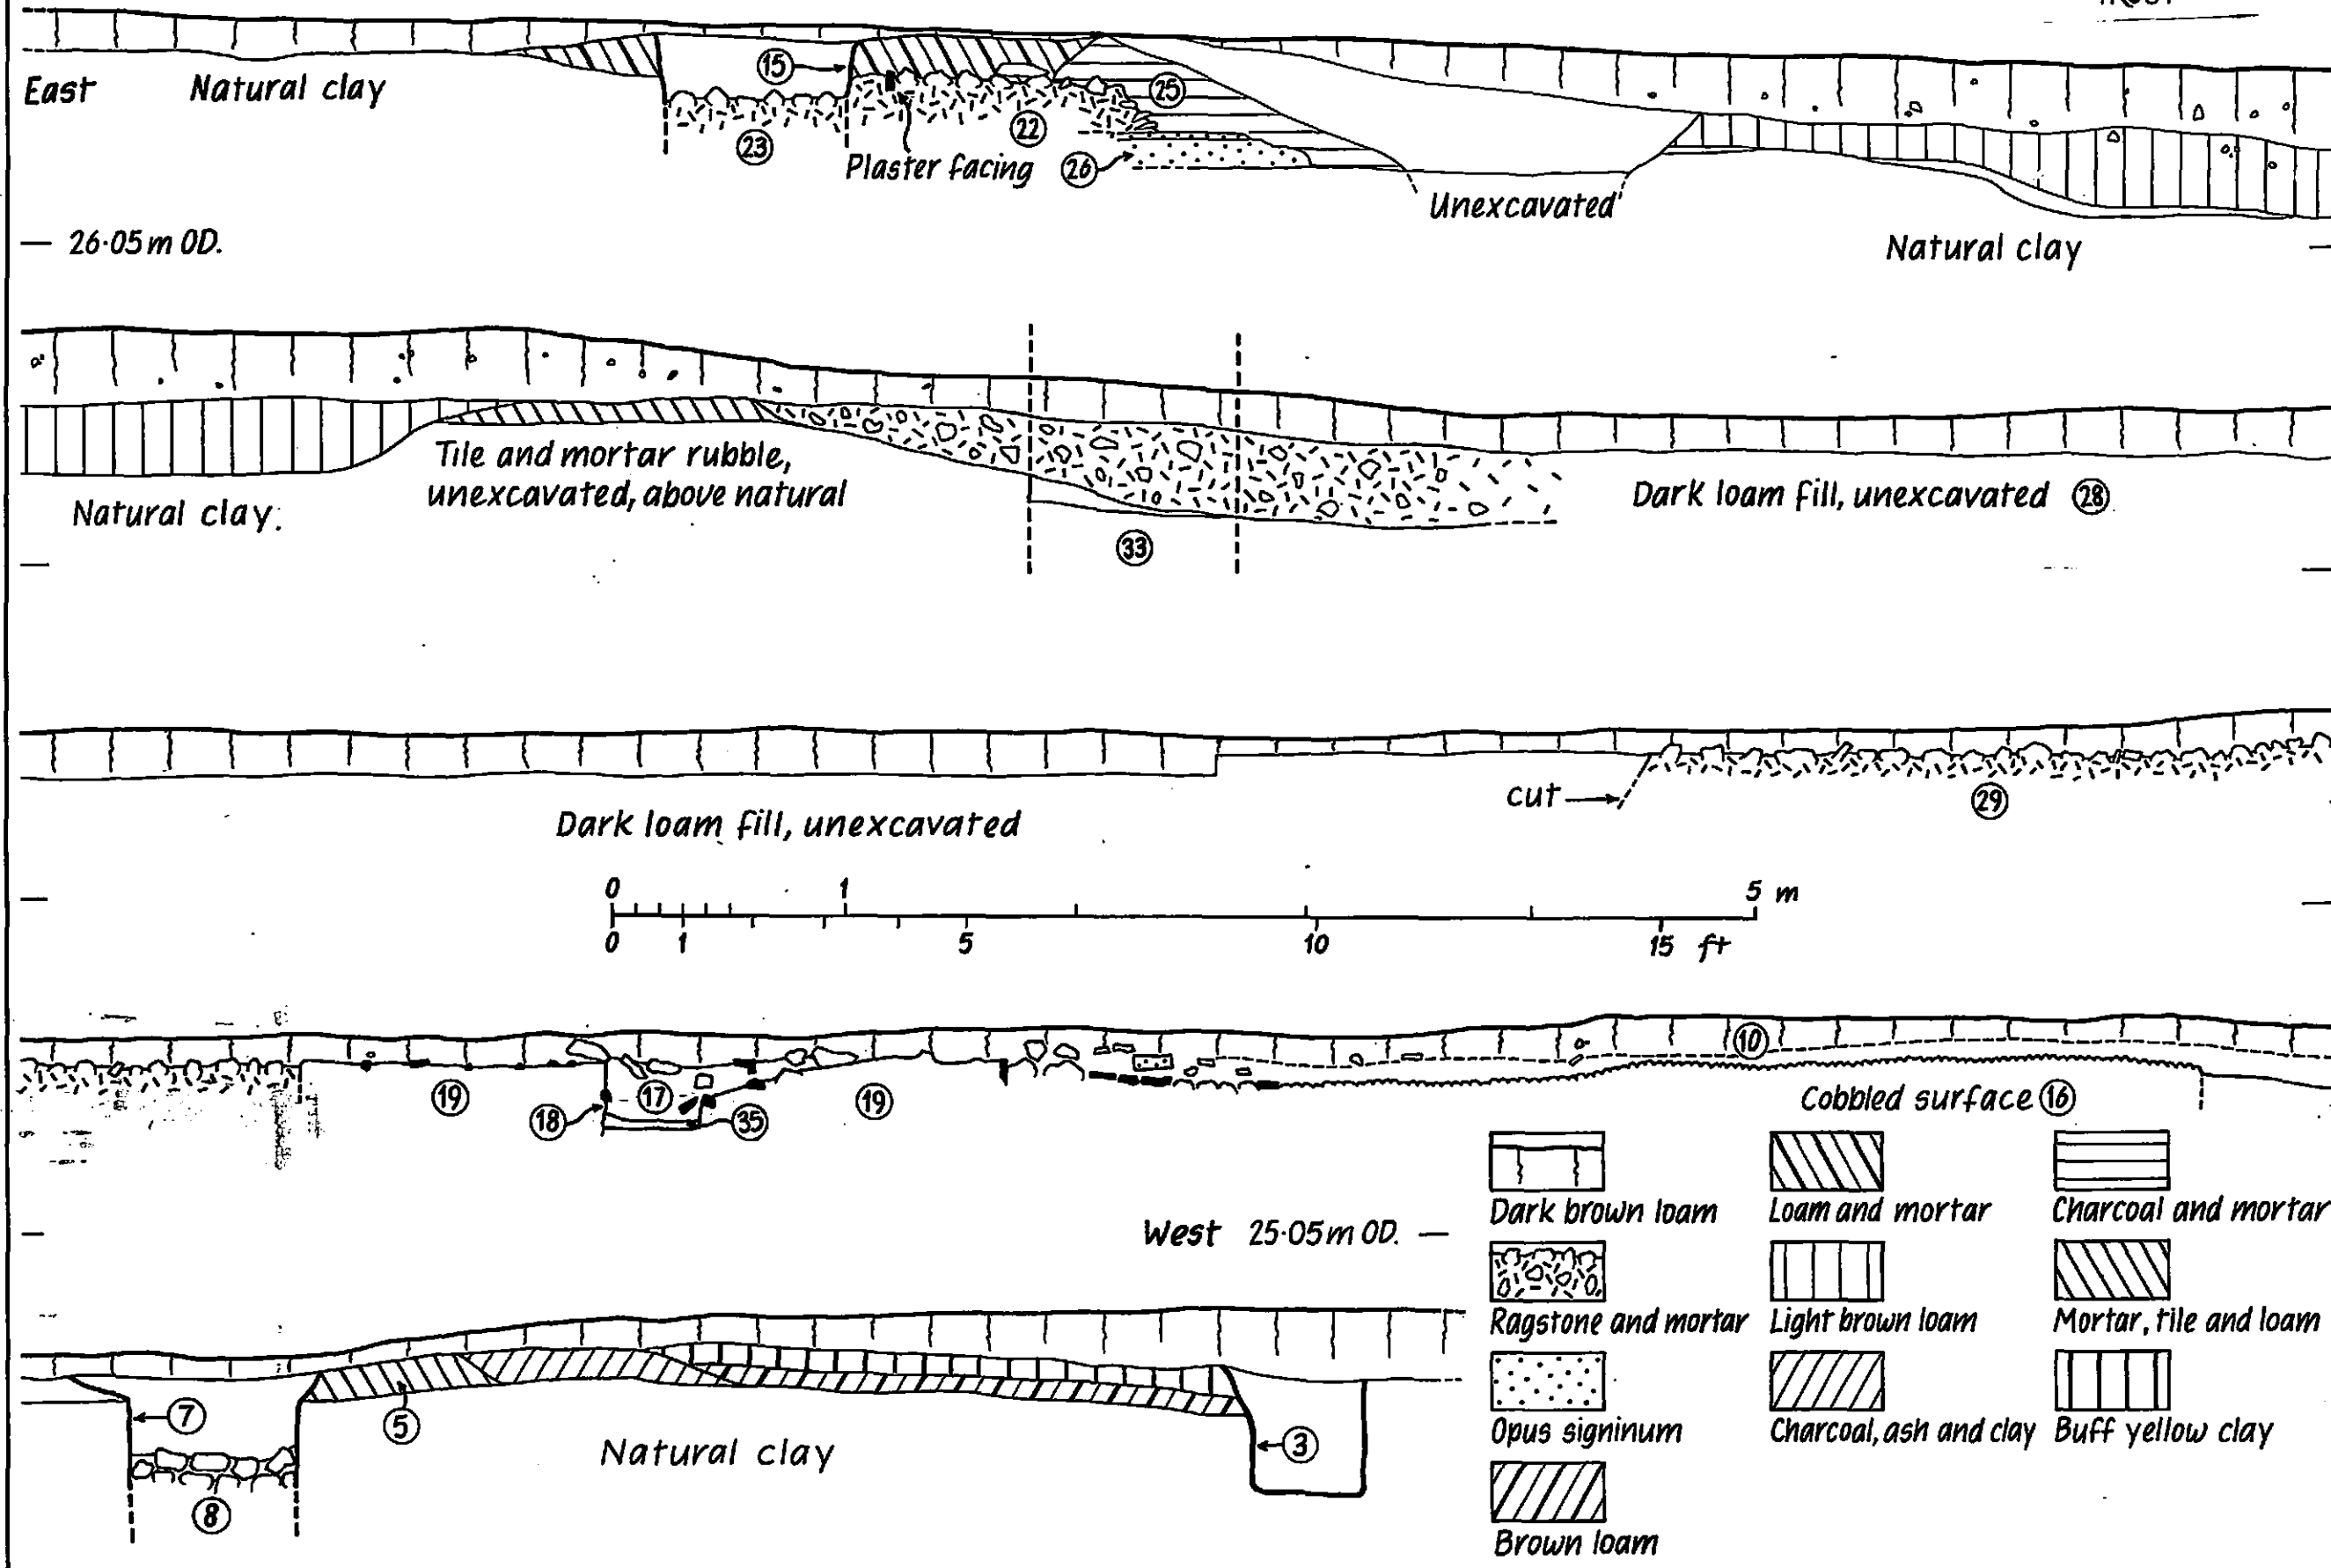 East
Natural clay
15
23
Plaster facing
22
25
26
Unexcavated
26·05m OD.
Natural clay
Natural clay.
Tile and mortar rubble,
unexcavated, above natural
33
Dark loam fill, unexcavated 28
Dark loam fill, unexcavated
cut
29
0 1 5 m
0 1 5 10 15 ft
19
18
17
35
19
10
Cobbled surface 16
West 25·05m OD.
7
8
5
Natural clay
3
Dark brown loam
Loam and mortar
Charcoal and mortar
Ragstone and mortar
Light brown loam
Mortar, tile and loam
Opus signinum
Charcoal, ash and clay
Buff yellow clay
Brown loam